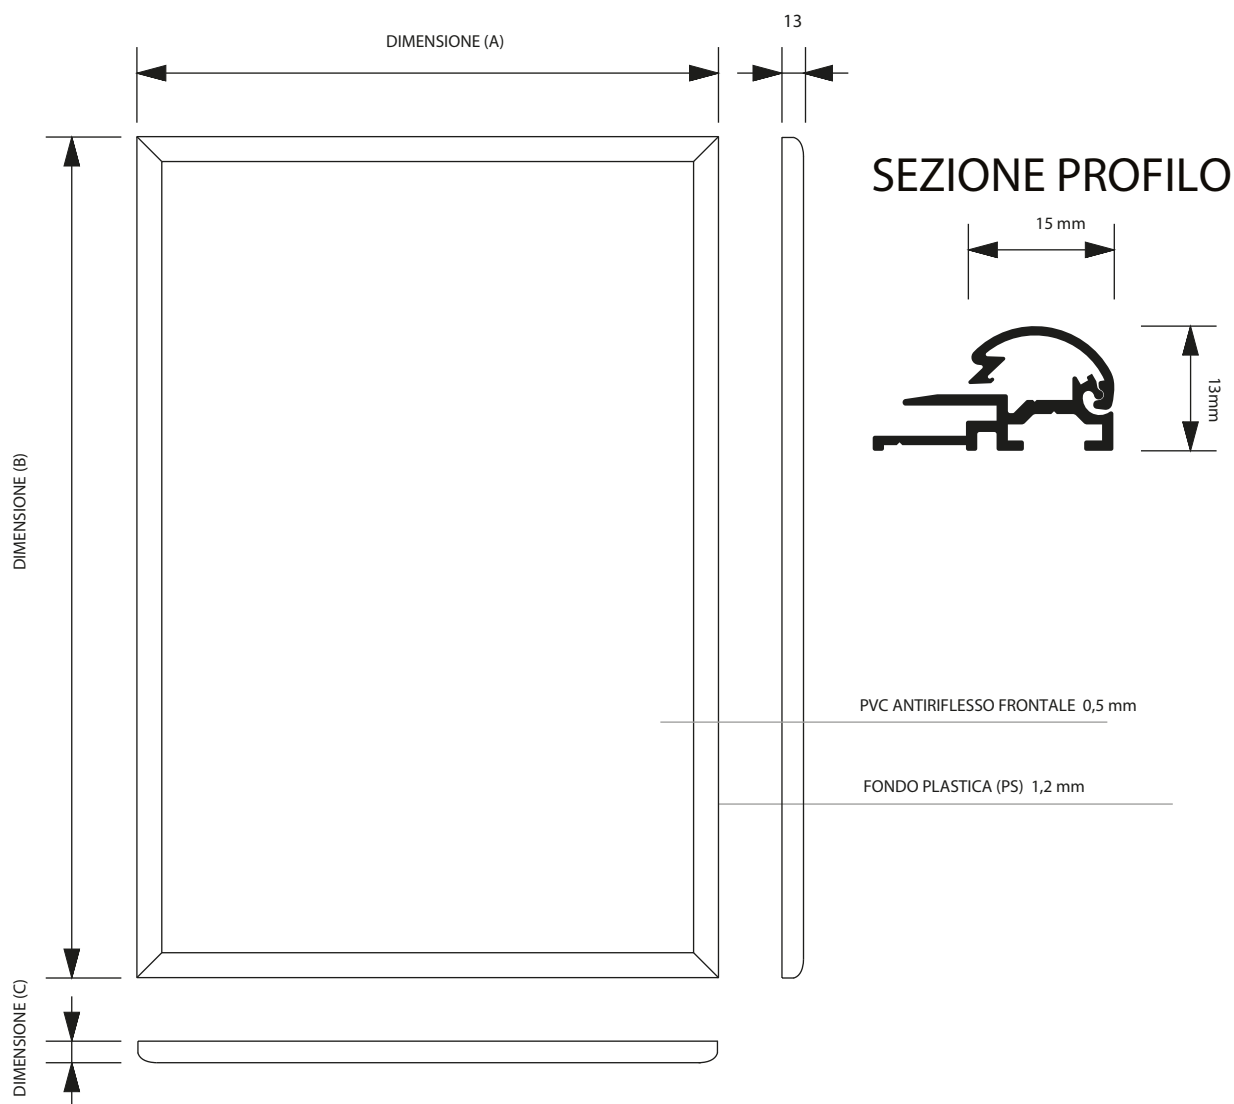 DIMENSIONE (A)
13
SEZIONE PROFILO
15 mm
13mm
DIMENSIONE (B)
PVC ANTIRIFLESSO FRONTALE 0,5 mm
FONDO PLASTICA (PS) 1,2 mm
DIMENSIONE (C)